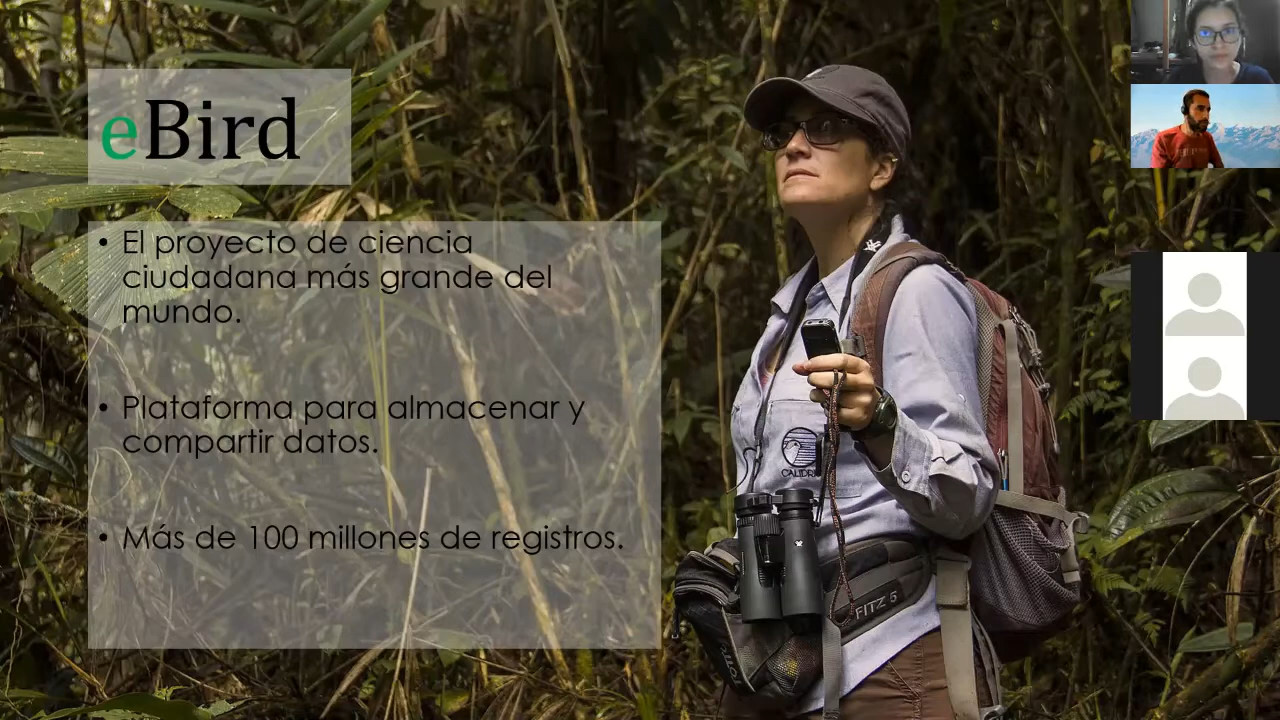 eBird
• El proyecto de ciencia
ciudadana más grande del
mundo.
• Plataforma para almacenar y
compartir datos.
• Más de 100 millones de registros.
FITZ 5